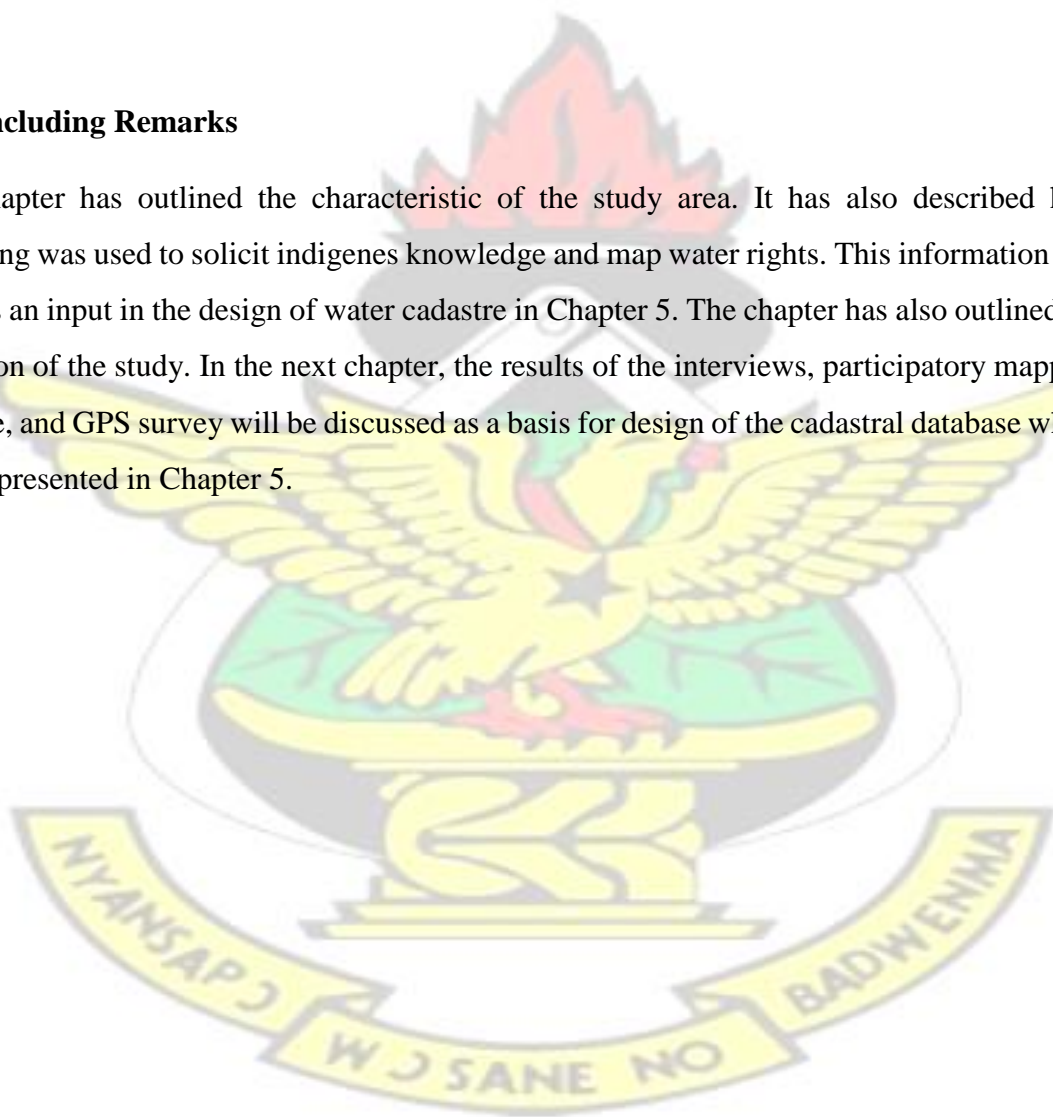 ncluding Remarks
apter has outlined the characteristic of the study area. It has also described
ng was used to solicit indigenes knowledge and map water rights. This information
an input in the design of water cadastre in Chapter 5. The chapter has also outlined
on of the study. In the next chapter, the results of the interviews, participatory
e, and GPS survey will be discussed as a basis for design of the cadastral database
presented in Chapter 5.
NYANSAPƆ WƆSANE NO BADWENMA